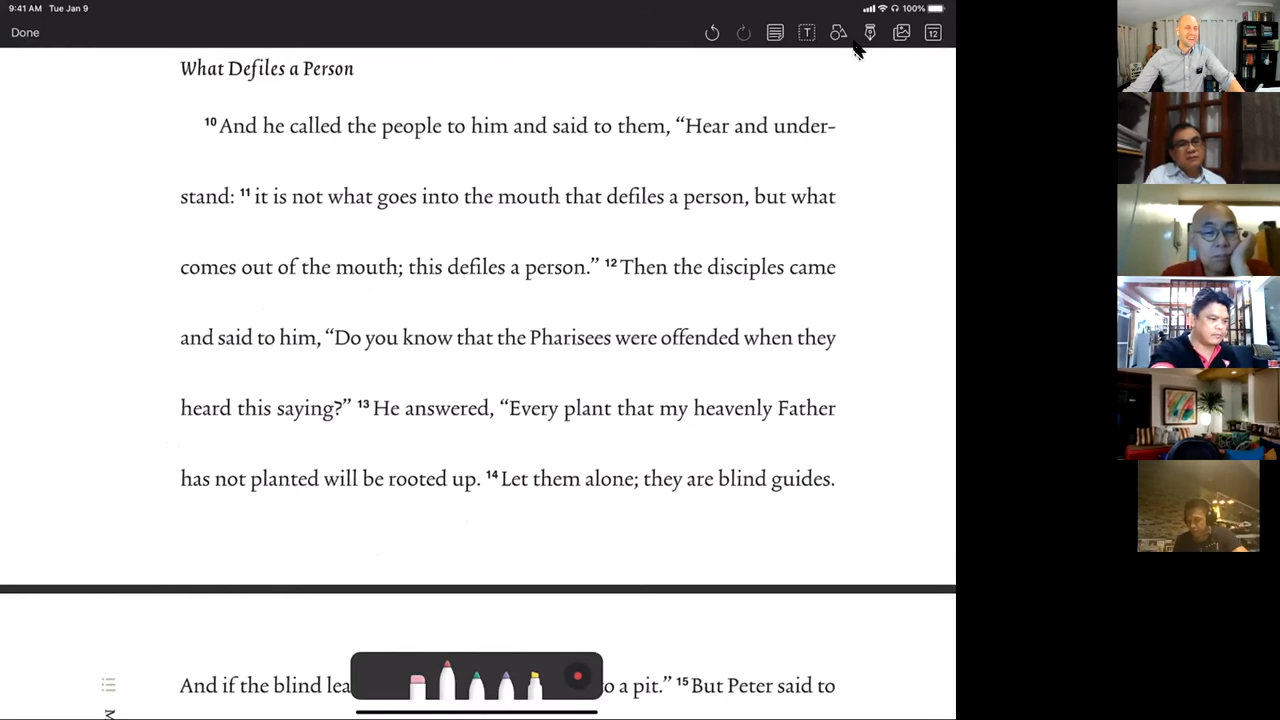 9:41 AM Tue Jan 9
100%
Done
T
12
What Defiles a Person
10 And he called the people to him and said to them, “Hear and under-
stand: 11 it is not what goes into the mouth that defiles a person, but what
comes out of the mouth; this defiles a person.” 12 Then the disciples came
and said to him, “Do you know that the Pharisees were offended when they
heard this saying?” 13 He answered, “Every plant that my heavenly Father
has not planted will be rooted up. 14 Let them alone; they are blind guides.
And if the blind lea o a pit.” 15 But Peter said to
M